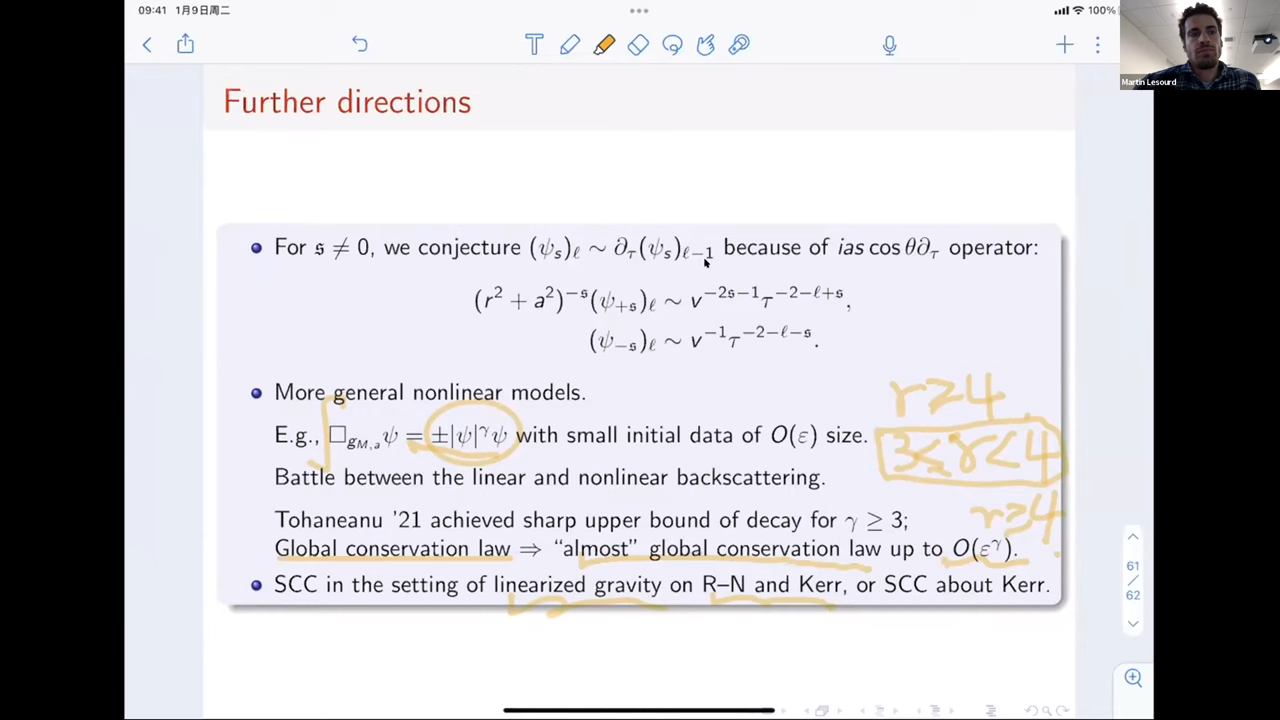 09:41 1月9日周二
100%
Martin Lesourd
Further directions
For 𝔰 ≠ 0, we conjecture (ψ_s)_ℓ ∼ ∂_τ(ψ_s)_{ℓ−1} because of ias cos θ∂_τ operator:
(r² + a²)^{−𝔰}(ψ_{+𝔰})_ℓ ∼ v^{−2𝔰−1}τ^{−2−ℓ+𝔰},
(ψ_{−𝔰})_ℓ ∼ v^{−1}τ^{−2−ℓ−𝔰}.
More general nonlinear models.
r ≥ 4
E.g., □_{g_{M,a}}ψ = ±|ψ|^γψ with small initial data of O(ε) size.
3 ≤ γ < 4
Battle between the linear and nonlinear backscattering.
Tohaneanu '21 achieved sharp upper bound of decay for γ ≥ 3;
r ≥ 4
Global conservation law ⇒ “almost” global conservation law up to O(ε^γ).
SCC in the setting of linearized gravity on R–N and Kerr, or SCC about Kerr.
61
/
62